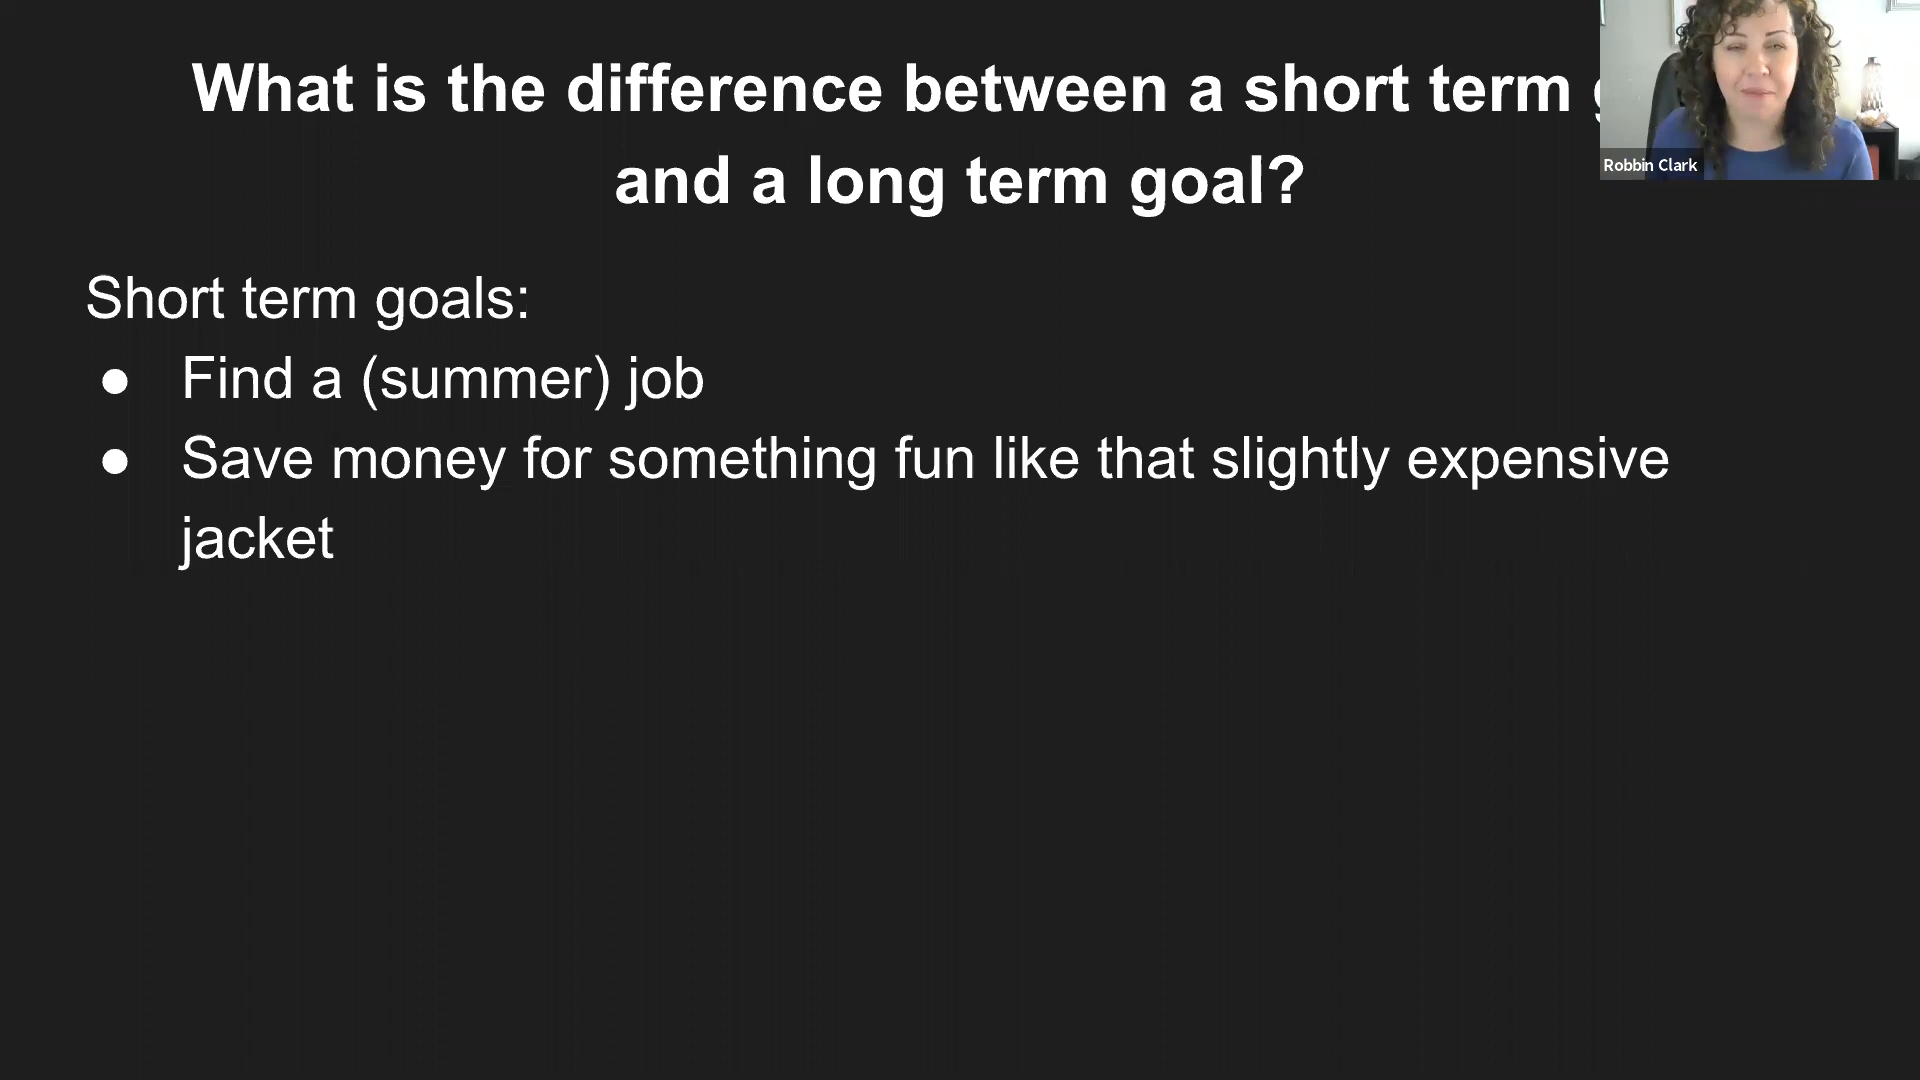 What is the difference between a short term
and a long term goal?
Robbin Clark
Short term goals:
● Find a (summer) job
● Save money for something fun like that slightly expensive
jacket